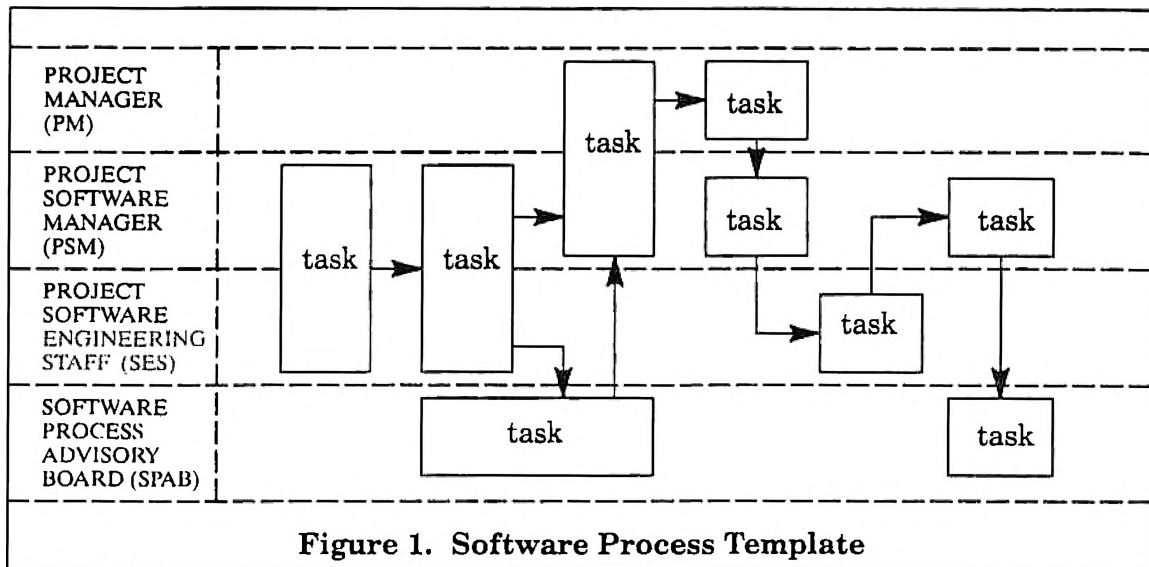 PROJECT
MANAGER
(PM)
task
task
PROJECT
SOFTWARE
MANAGER
(PSM)
task
task
task
task
PROJECT
SOFTWARE
ENGINEERING
STAFF (SES)
task
SOFTWARE
PROCESS
ADVISORY
BOARD (SPAB)
task
task
Figure 1. Software Process Template